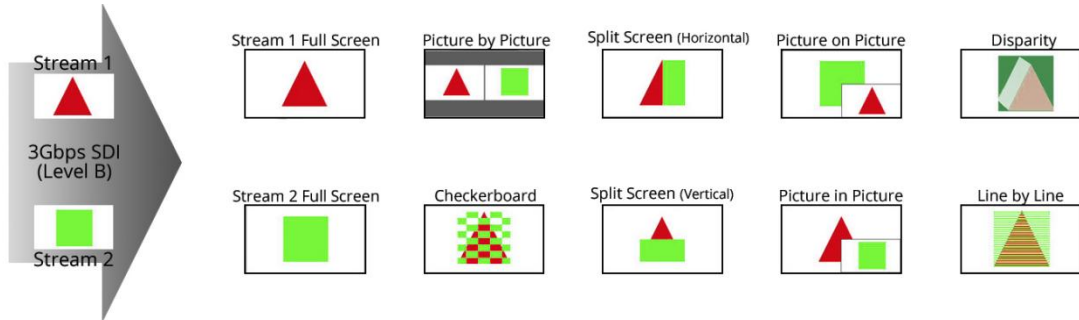 Stream 1
3Gbps SDI
(Level B)
Stream 2
Stream 1 Full Screen
Picture by Picture
Split Screen (Horizontal)
Picture on Picture
Disparity
Stream 2 Full Screen
Checkerboard
Split Screen (Vertical)
Picture in Picture
Line by Line